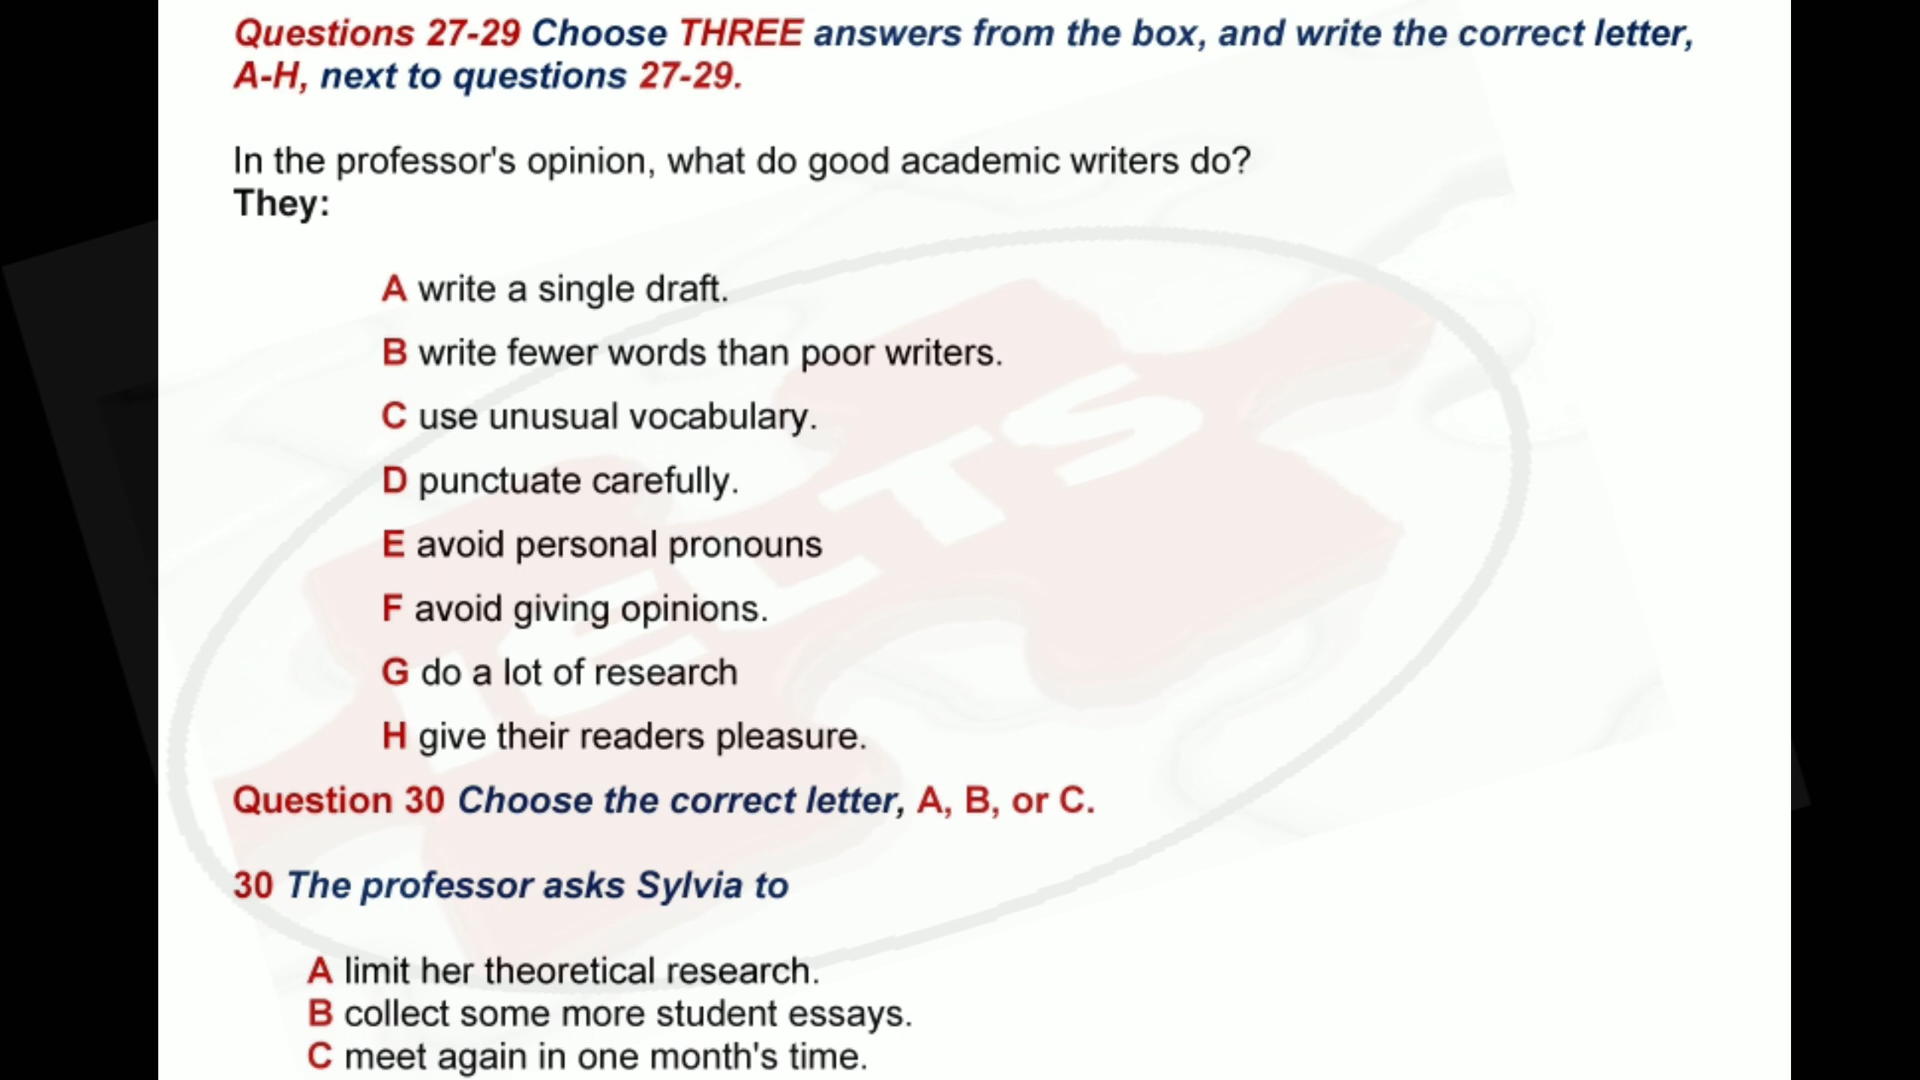 Questions 27-29 Choose THREE answers from the box, and write the correct letter,
A-H, next to questions 27-29.
In the professor's opinion, what do good academic writers do?
They:
A write a single draft.
B write fewer words than poor writers.
C use unusual vocabulary.
D punctuate carefully.
E avoid personal pronouns
F avoid giving opinions.
G do a lot of research
H give their readers pleasure.
Question 30 Choose the correct letter, A, B, or C.
30 The professor asks Sylvia to
A limit her theoretical research.
B collect some more student essays.
C meet again in one month's time.
IELTS